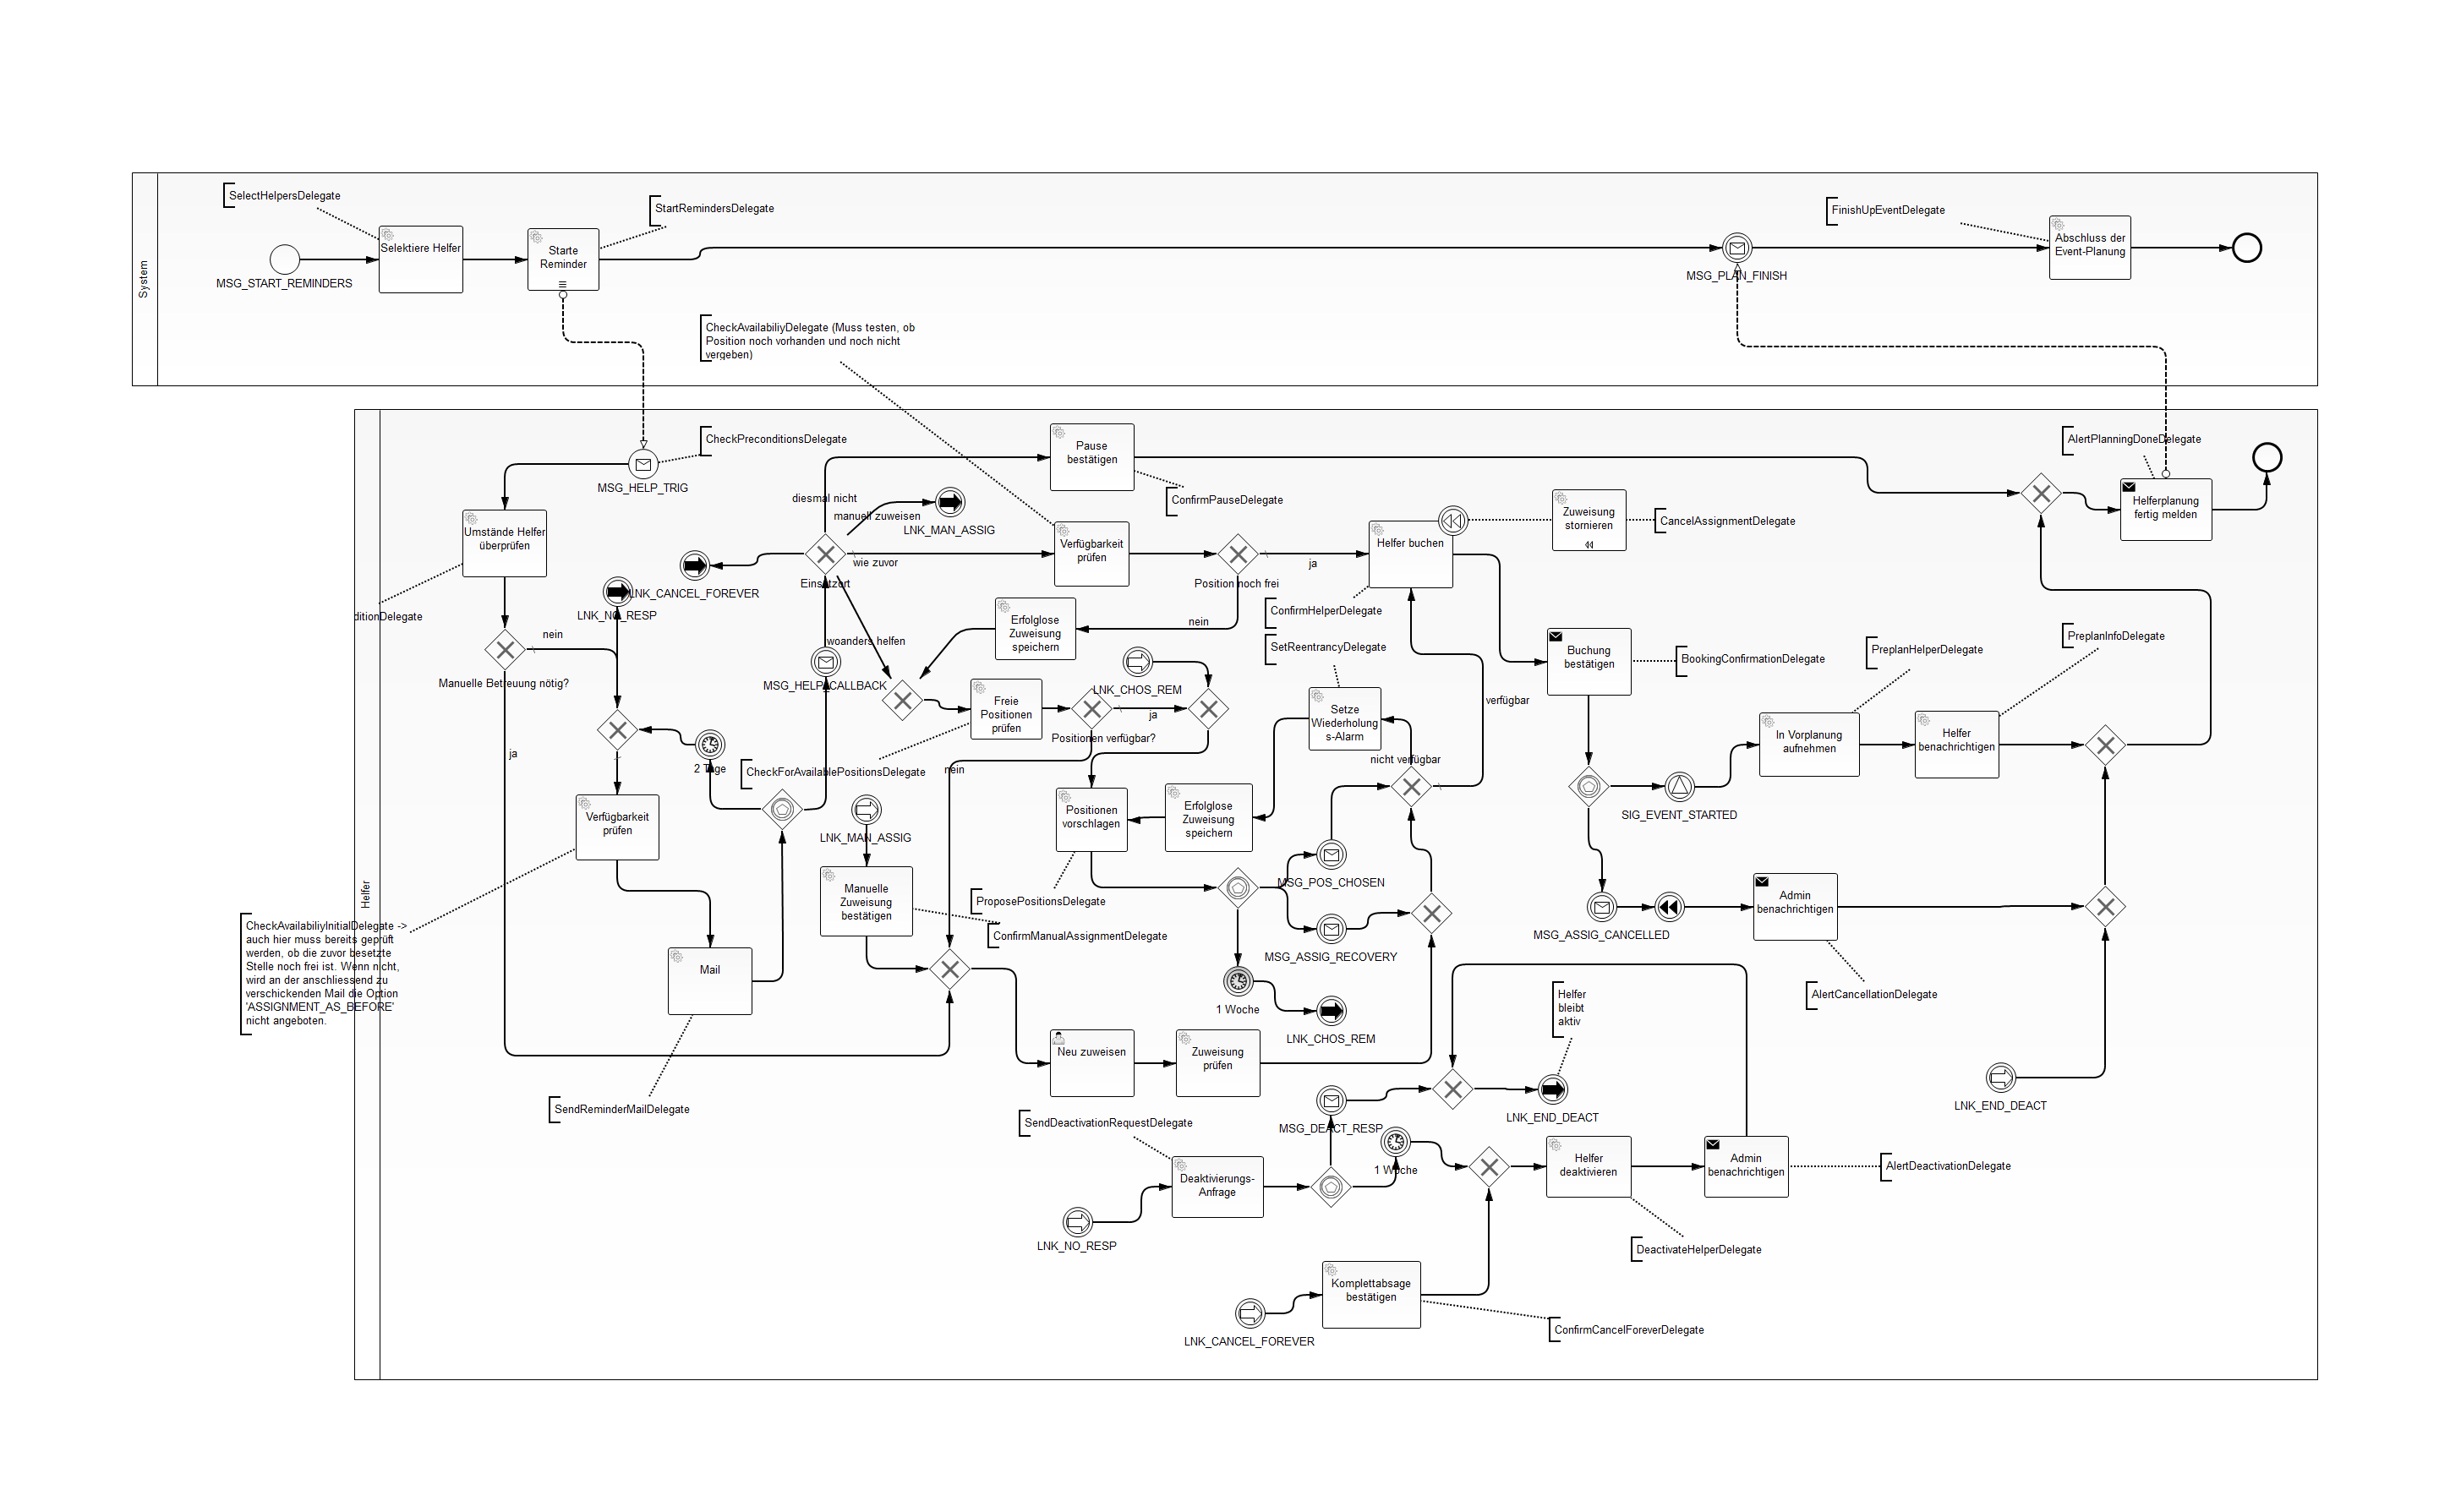 System
SelectHelpersDelegate
StartRemindersDelegate
FinishUpEventDelegate
Selektiere Helfer
Starte
Reminder
Abschluss der
Event-Planung
MSG_START_REMINDERS
MSG_PLAN_FINISH
CheckAvailabiliyDelegate (Muss testen, ob
Position noch vorhanden und noch nicht
vergeben)
Helfer
CheckPreconditionsDelegate
MSG_HELP_TRIG
Pause
bestätigen
ConfirmPauseDelegate
AlertPlanningDoneDelegate
Helferplanung
fertig melden
diesmal nicht
manuell zuweisen
LNK_MAN_ASSIG
Umstände Helfer
überprüfen
ditionDelegate
Verfügbarkeit
prüfen
wie zuvor
Einsatzort
Position noch frei
ja
nein
Helfer buchen
Zuweisung
stornieren
CancelAssignmentDelegate
ConfirmHelperDelegate
LNK_CANCEL_FOREVER
LNK_NO_RESP
nein
Manuelle Betreuung nötig?
ja
woanders helfen
MSG_HELP_CALLBACK
Erfolglose
Zuweisung
speichern
LNK_CHOS_REM
SetReentrancyDelegate
Freie
Positionen
prüfen
ja
Positionen verfügbar?
nein
CheckForAvailablePositionsDelegate
Setze
Wiederholung
s-Alarm
nicht verfügbar
verfügbar
Buchung
bestätigen
BookingConfirmationDelegate
PreplanHelperDelegate
PreplanInfoDelegate
In Vorplanung
aufnehmen
Helfer
benachrichtigen
SIG_EVENT_STARTED
2 Tage
Verfügbarkeit
prüfen
LNK_MAN_ASSIG
Manuelle
Zuweisung
bestätigen
Positionen
vorschlagen
Erfolglose
Zuweisung
speichern
ProposePositionsDelegate
ConfirmManualAssignmentDelegate
MSG_POS_CHOSEN
MSG_ASSIG_RECOVERY
1 Woche
LNK_CHOS_REM
MSG_ASSIG_CANCELLED
Admin
benachrichtigen
AlertCancellationDelegate
CheckAvailabiliyInitialDelegate ->
auch hier muss bereits geprüft
werden, ob die zuvor besetzte
Stelle noch frei ist. Wenn nicht,
wird an der anschliessend zu
verschickenden Mail die Option
'ASSIGNMENT_AS_BEFORE'
nicht angeboten.
Mail
SendReminderMailDelegate
Neu zuweisen
Zuweisung
prüfen
Helfer
bleibt
aktiv
LNK_END_DEACT
LNK_END_DEACT
SendDeactivationRequestDelegate
MSG_DEACT_RESP
1 Woche
Deaktivierungs-
Anfrage
Helfer
deaktivieren
Admin
benachrichtigen
AlertDeactivationDelegate
LNK_NO_RESP
DeactivateHelperDelegate
Komplettabsage
bestätigen
LNK_CANCEL_FOREVER
ConfirmCancelForeverDelegate